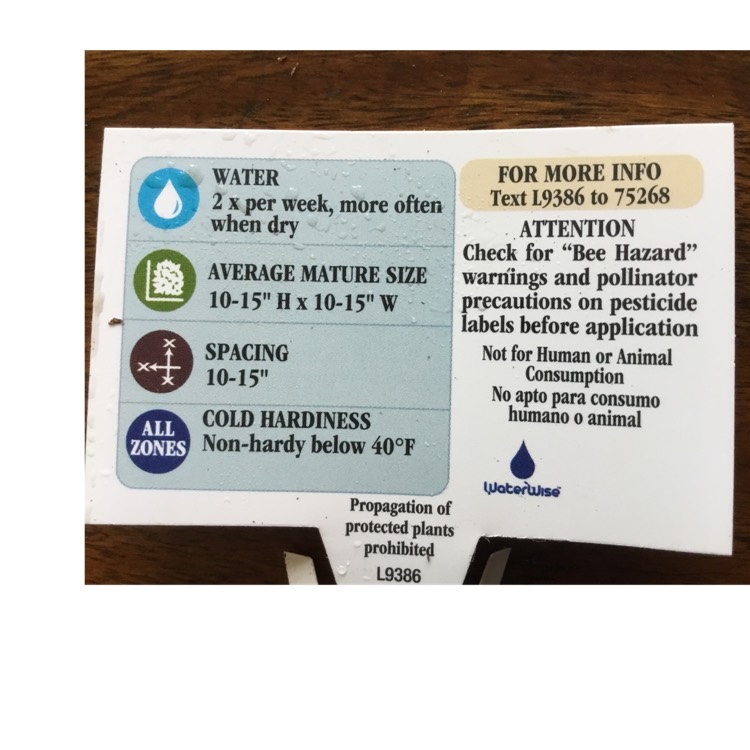 WATER
2 x per week, more often
when dry
AVERAGE MATURE SIZE
10-15" H x 10-15" W
x
x
x
SPACING
10-15"
ALL
ZONES
COLD HARDINESS
Non-hardy below 40°F
FOR MORE INFO
Text L9386 to 75268
ATTENTION
Check for “Bee Hazard”
warnings and pollinator
precautions on pesticide
labels before application
Not for Human or Animal
Consumption
No apto para consumo
humano o animal
WaterWise
Propagation of
protected plants
prohibited
L9386